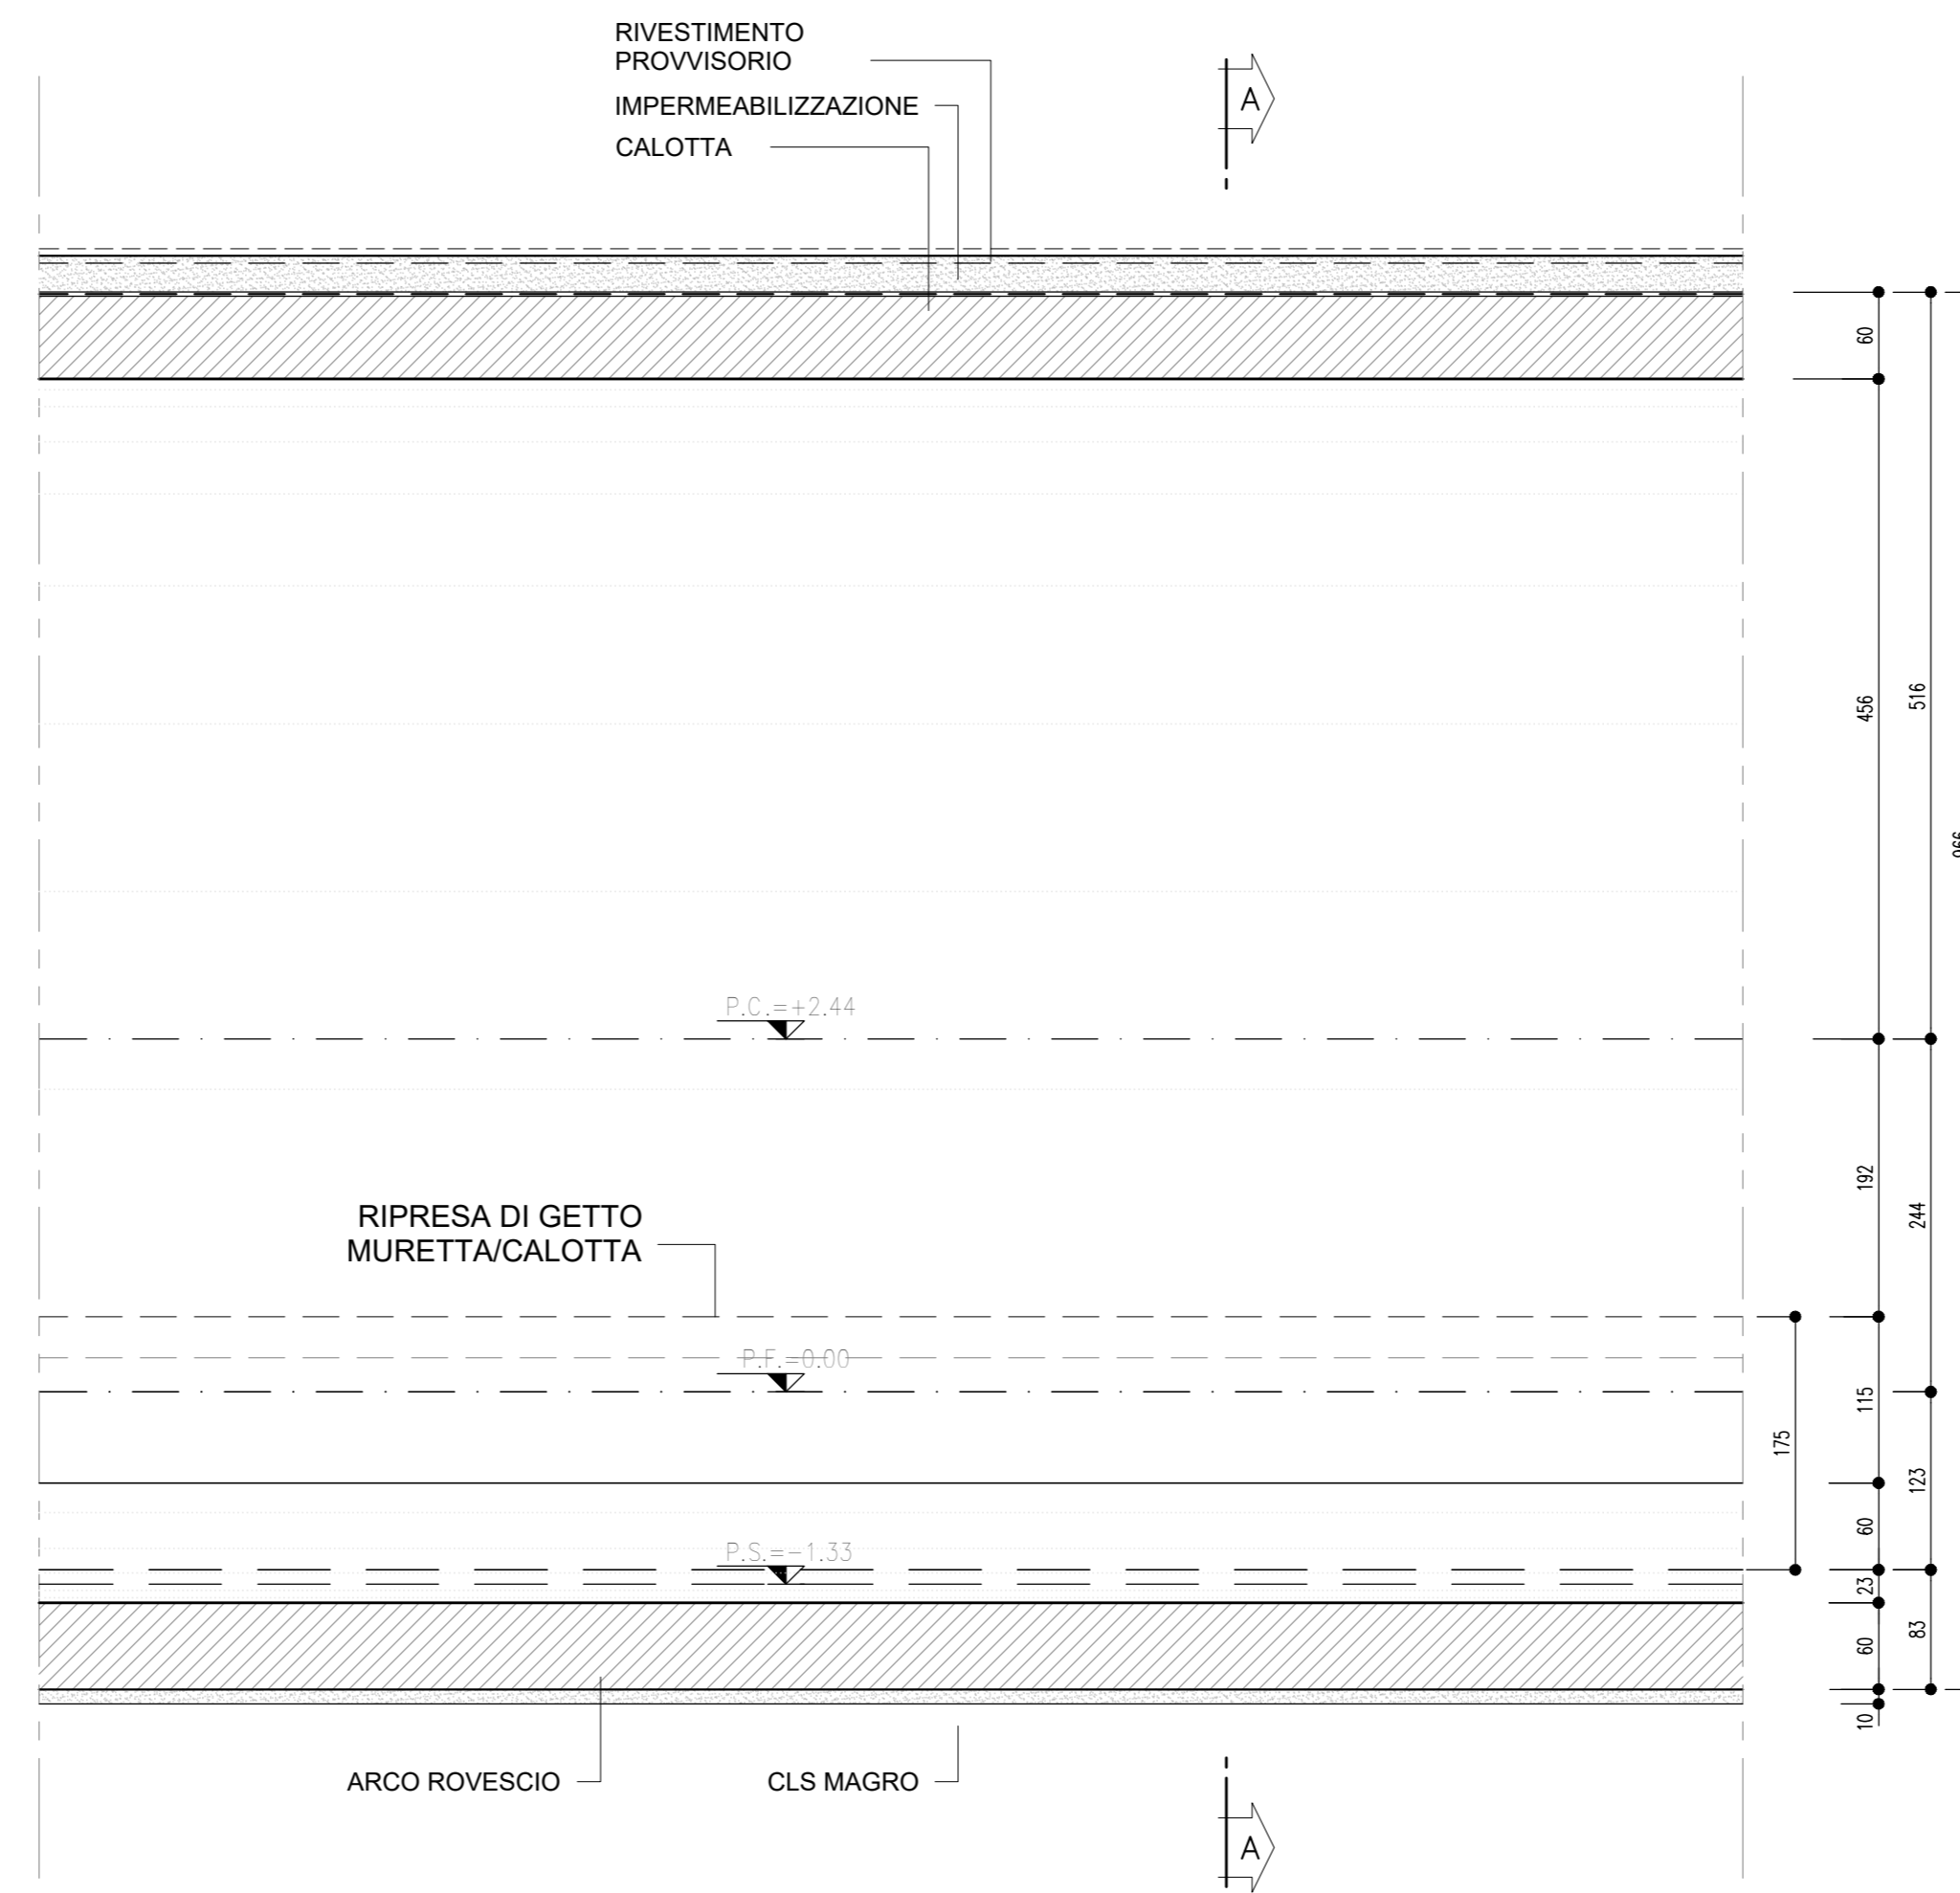 RIVESTIMENTO
PROVVISORIO
IMPERMEABILIZZAZIONE
CALOTTA
A
60
456
516
966
P.C.=+2.44
192
244
RIPRESA DI GETTO
MURETTA/CALOTTA
P.F.=0.00
115
175
123
60
P.S.=-1.33
23
83
60
10
ARCO ROVESCIO
CLS MAGRO
A